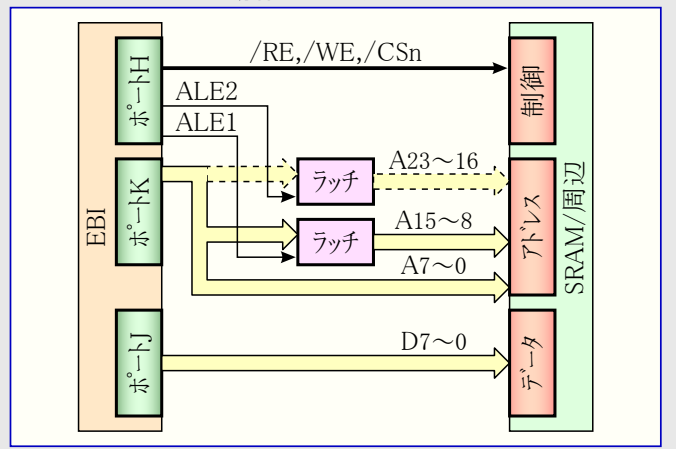 /RE,/WE,/CSn
ポートH
制御
ALE2
ALE1
A23～16
ラッチ
ポートK
EBI
A15～8
ラッチ
アドレス
SRAM/周辺
A7～0
D7～0
ポートJ
データ